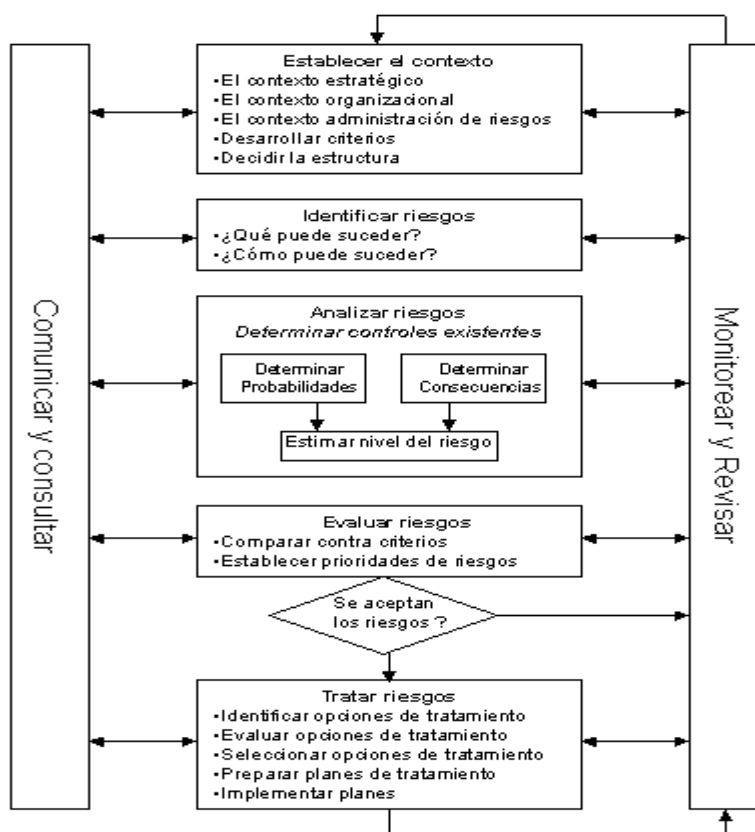 Establecer el contexto
•El contexto estratégico
•El contexto organizacional
•El contexto administración de riesgos
•Desarrollar criterios
•Decidir la estructura
Identificar riesgos
•¿Qué puede suceder?
•¿Cómo puede suceder?
Analizar riesgos
Determinar controles existentes
Determinar
Probabilidades
Determinar
Consecuencias
Estimar nivel del riesgo
Evaluar riesgos
•Comparar contra criterios
•Establecer prioridades de riesgos
Se aceptan
los riesgos ?
Tratar riesgos
•Identificar opciones de tratamiento
•Evaluar opciones de tratamiento
•Seleccionar opciones de tratamiento
•Preparar planes de tratamiento
•Implementar planes
Comunicar y consultar
Monitorear y Revisar